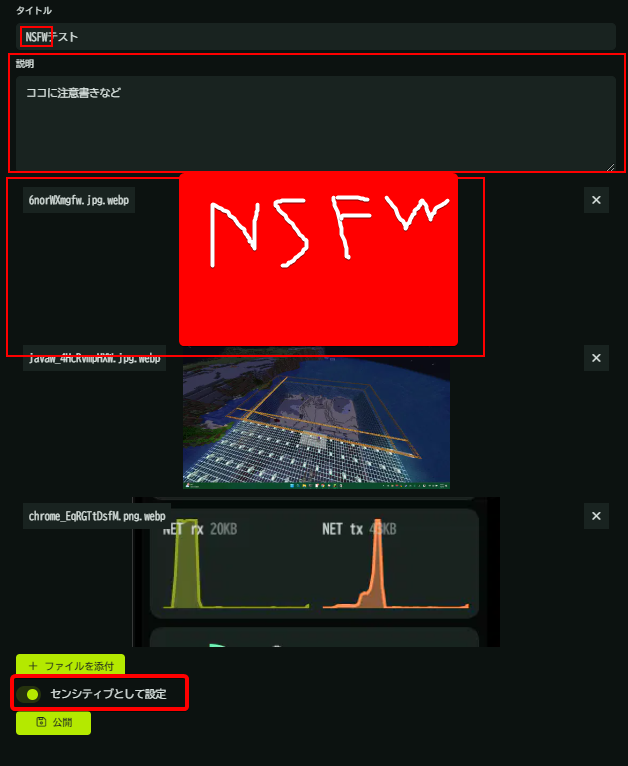 タイトル
NSFWテスト
説明
ココに注意書きなど
6norWXmgfw.jpg.webp
NSFW
javaw_4HcRvmpHXW.jpg.webp
chrome_EqRGTtDsfM.png.webp
NET rx 20KB
NET tx 43KB
+ ファイルを添付
センシティブとして設定
公開